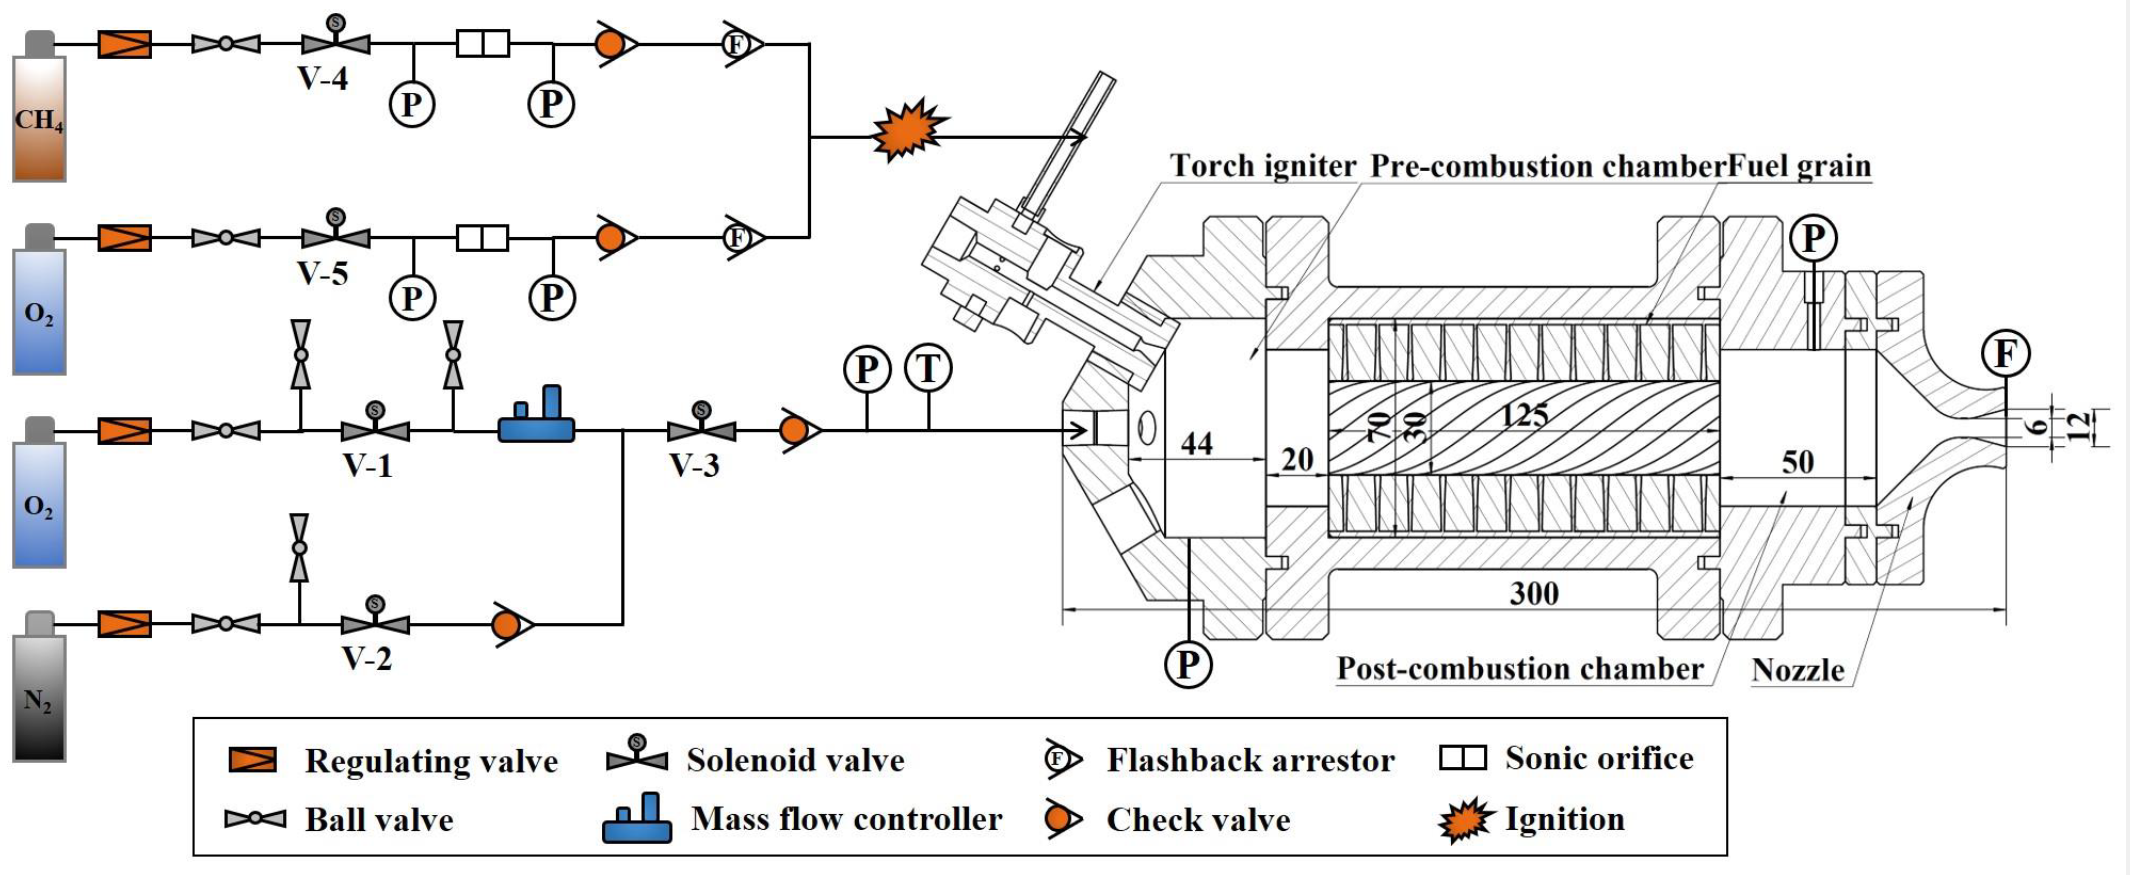 S
V-4
P
P
F
CH₄
S
V-5
P
P
F
O₂
Torch igniter
Pre-combustion chamber
Fuel grain
P
F
S
V-1
S
V-3
P
T
O₂
44
20
70
30
125
50
6
12
300
S
V-2
N₂
P
Post-combustion chamber
Nozzle
Regulating valve
S
Solenoid valve
F
Flashback arrestor
Sonic orifice
Ball valve
Mass flow controller
Check valve
Ignition